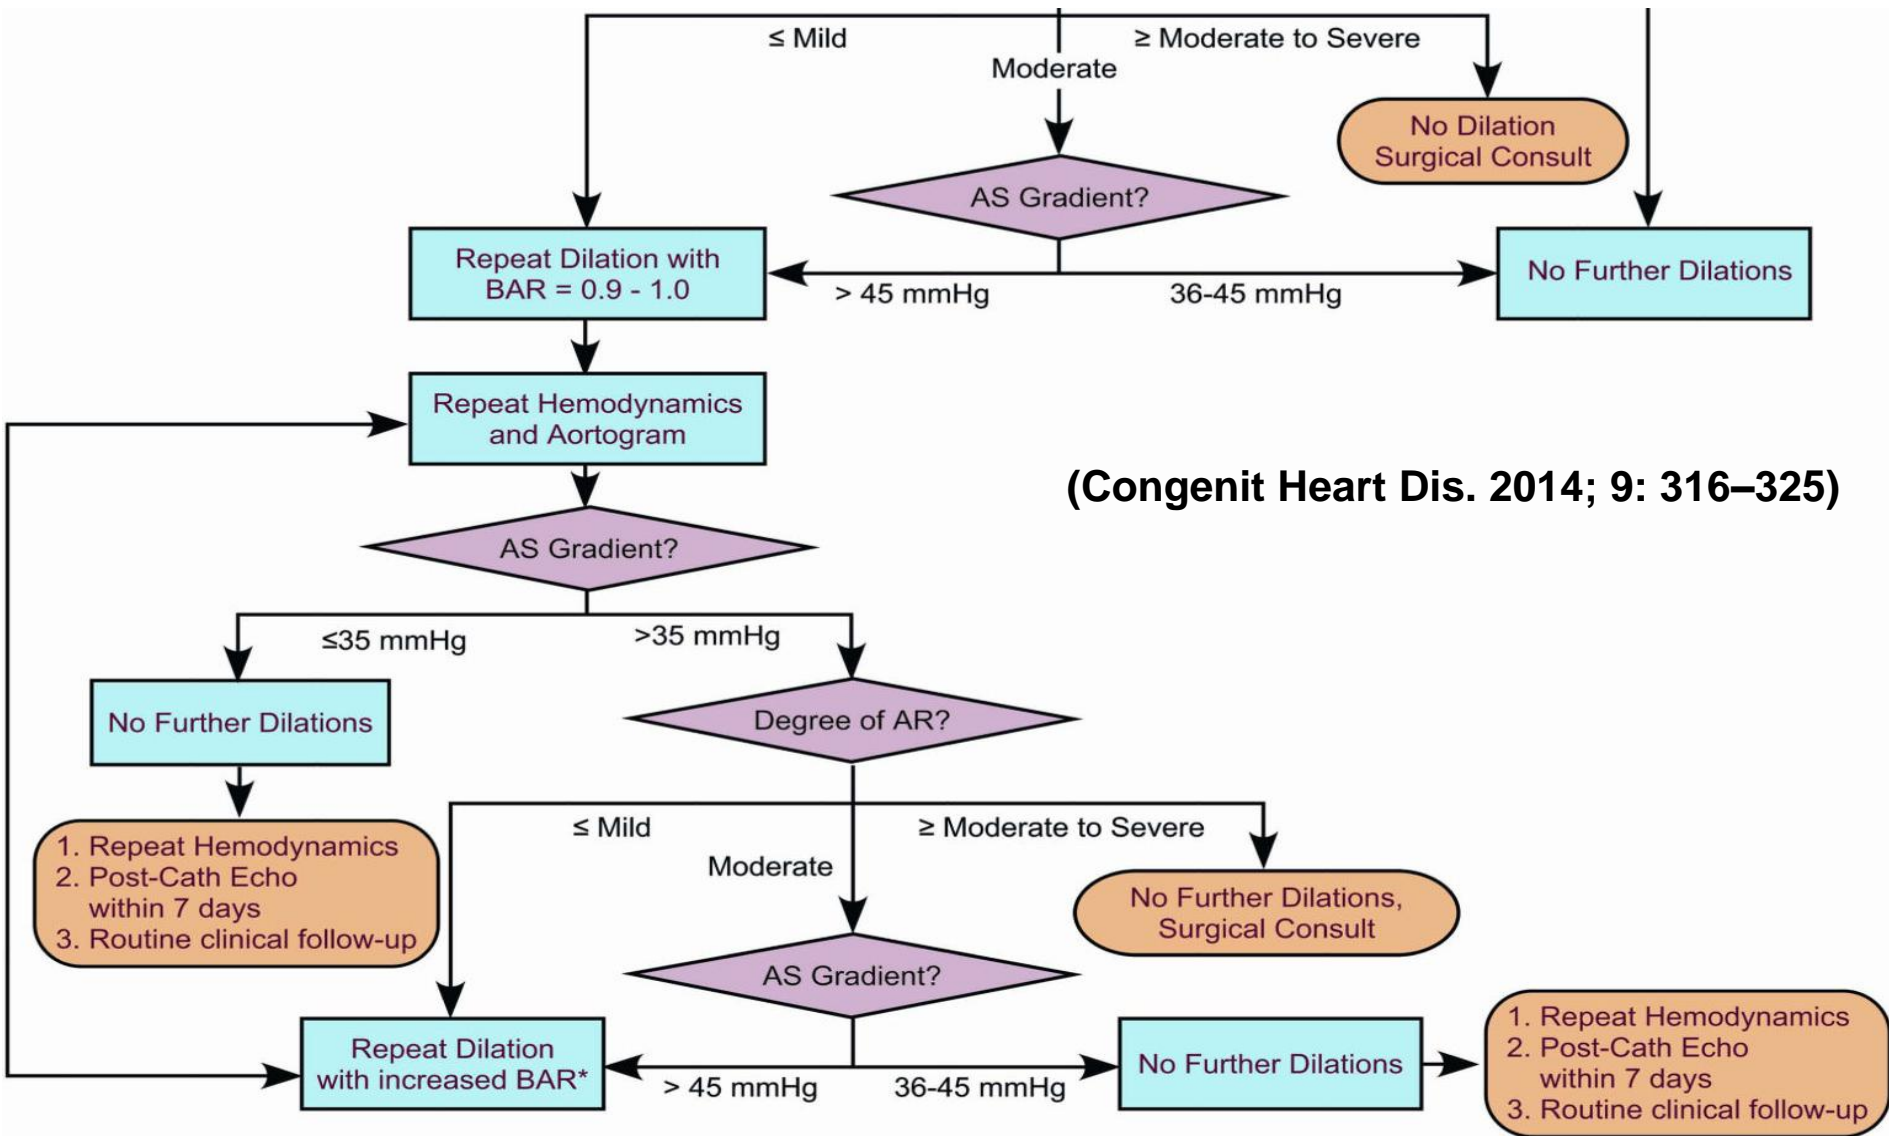 ≤ Mild
≥ Moderate to Severe
Moderate
No Dilation
Surgical Consult
AS Gradient?
Repeat Dilation with
BAR = 0.9 - 1.0
> 45 mmHg
36-45 mmHg
No Further Dilations
Repeat Hemodynamics
and Aortogram
(Congenit Heart Dis. 2014; 9: 316–325)
AS Gradient?
≤35 mmHg
>35 mmHg
No Further Dilations
Degree of AR?
1. Repeat Hemodynamics
2. Post-Cath Echo
within 7 days
3. Routine clinical follow-up
≤ Mild
≥ Moderate to Severe
Moderate
No Further Dilations,
Surgical Consult
AS Gradient?
Repeat Dilation
with increased BAR*
> 45 mmHg
36-45 mmHg
No Further Dilations
1. Repeat Hemodynamics
2. Post-Cath Echo
within 7 days
3. Routine clinical follow-up